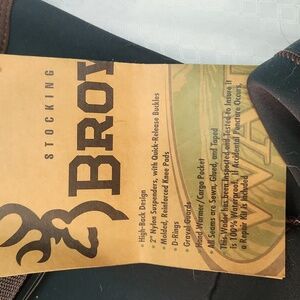 STOCKING
BRO
• High-Back Design
• 2" Nylon Suspenders, with Quick-Release Buckles
• Molded, Reinforced Knee Pads
• D-Rings
• Gravel Guards
• Hand Warmer/Cargo Pocket
• All Seams are Sewn, Glued, and Taped
• This Wader has Been Inspected and Tested to Insure It
is 100% Waterproof. If Accidental Puncture Occurs,
a Repair Kit is Included